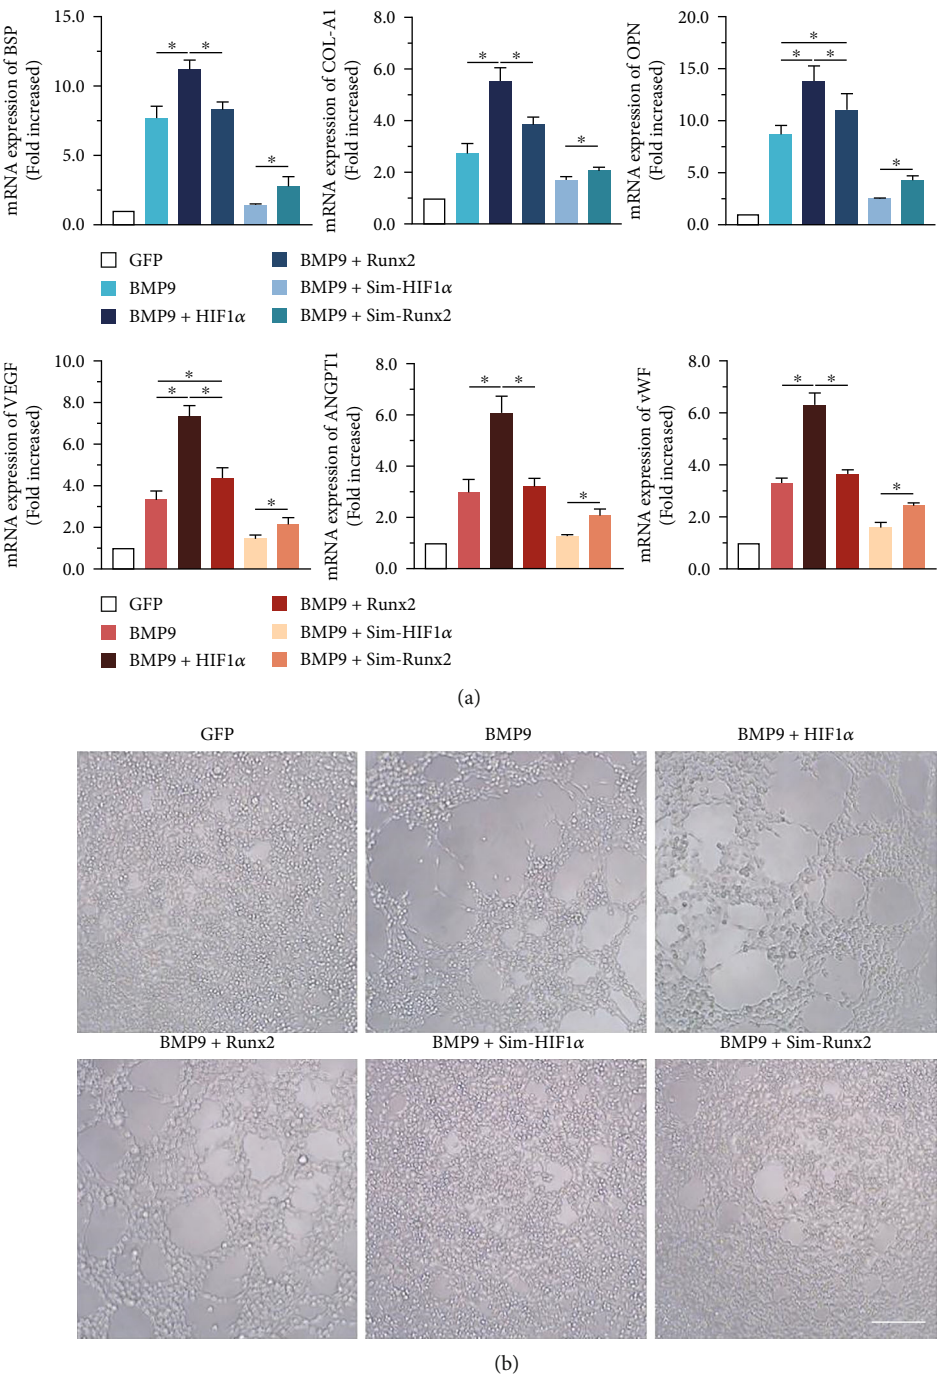 mRNA expression of BSP
(Fold increased)
15.0
10.0
5.0
0.0
* *
*
mRNA expression of COL-A1
(Fold increased)
8.0
6.0
4.0
2.0
0.0
* *
*
mRNA expression of OPN
(Fold increased)
20.0
15.0
10.0
5.0
0.0
*
* *
*
GFP
BMP9
BMP9 + HIF1α
BMP9 + Runx2
BMP9 + Sim-HIF1α
BMP9 + Sim-Runx2
mRNA expression of VEGF
(Fold increased)
10.0
8.0
6.0
4.0
2.0
0.0
*
* *
*
mRNA expression of ANGPT1
(Fold increased)
8.0
6.0
4.0
2.0
0.0
* *
*
mRNA expression of vWF
(Fold increased)
8.0
6.0
4.0
2.0
0.0
* *
*
GFP
BMP9
BMP9 + HIF1α
BMP9 + Runx2
BMP9 + Sim-HIF1α
BMP9 + Sim-Runx2
(a)
GFP
BMP9
BMP9 + HIF1α
BMP9 + Runx2
BMP9 + Sim-HIF1α
BMP9 + Sim-Runx2
(b)